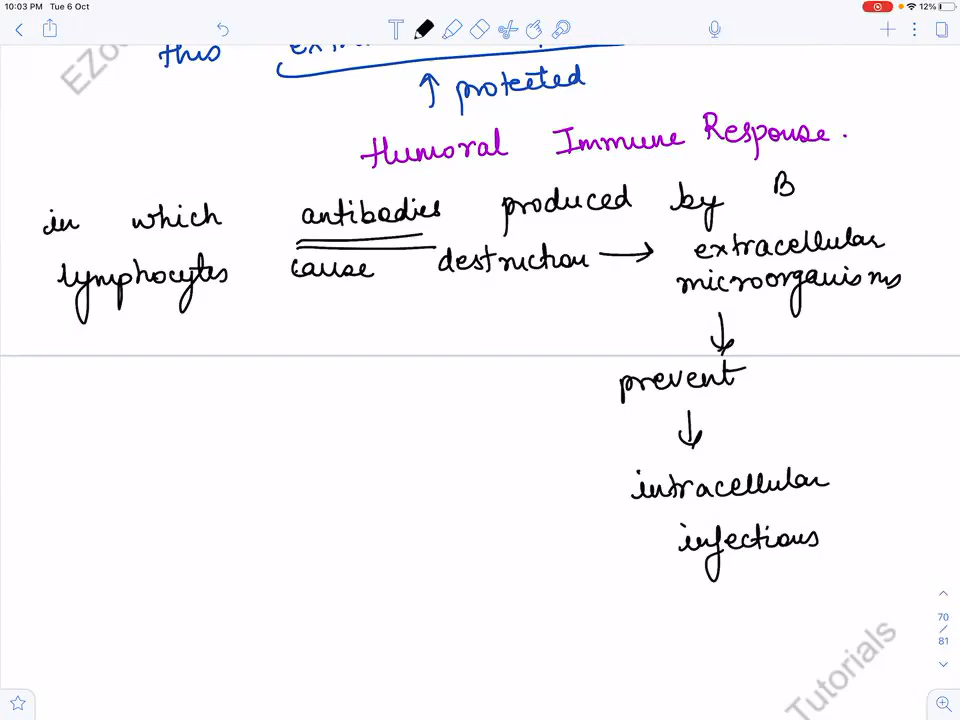 10:03 PM Tue 6 Oct
12%
this
↑ protected
Humoral Immune Response.
in which antibodies produced by B
lymphocytes cause destruction → extracellular
microorganisms
↓
prevent
↓
intracellular
infections
70
/
81
Tutorials